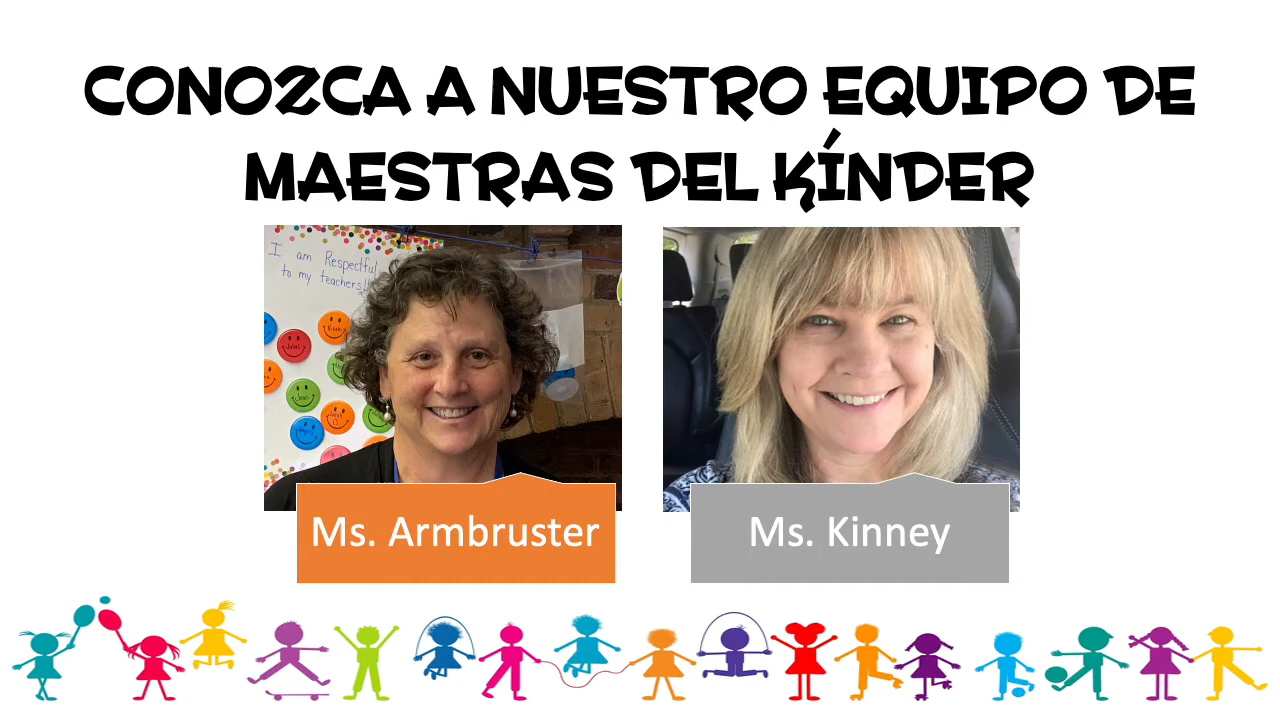 CONOZCA A NUESTRO EQUIPO DE
MAESTRAS DEL KÍNDER
I am Respectful
to my teachers!!
Ms. Armbruster
Ms. Kinney